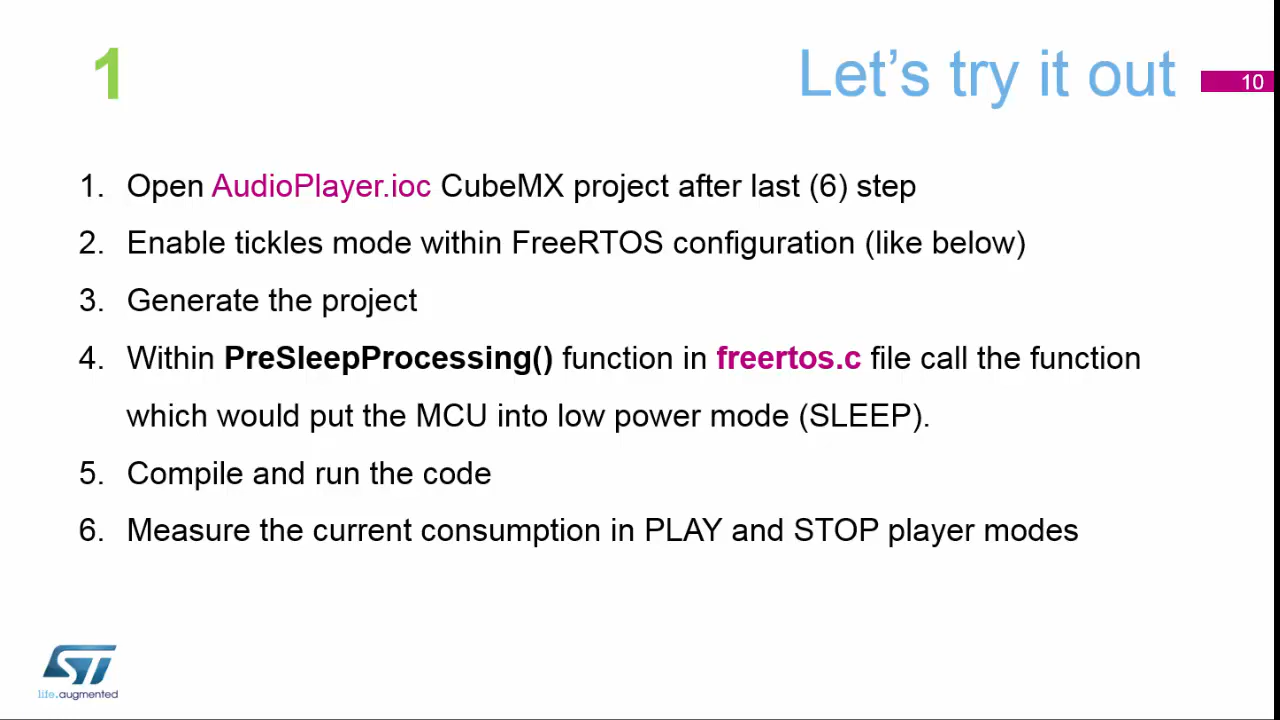 1
Let's try it out
10
1. Open AudioPlayer.ioc CubeMX project after last (6) step
2. Enable tickles mode within FreeRTOS configuration (like below)
3. Generate the project
4. Within PreSleepProcessing() function in freertos.c file call the function
which would put the MCU into low power mode (SLEEP).
5. Compile and run the code
6. Measure the current consumption in PLAY and STOP player modes
ST
life.augmented